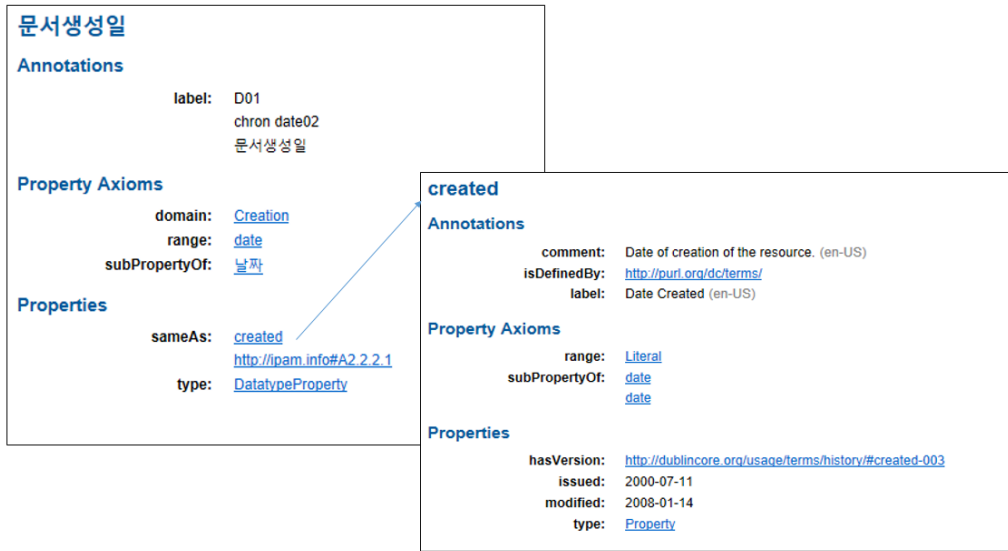 문서생성일
Annotations
label: D01
chron date02
문서생성일
Property Axioms
domain: Creation
range: date
subPropertyOf: 날짜
Properties
sameAs: created
http://ipam.info#A2.2.2.1
type: DatatypeProperty
created
Annotations
comment: Date of creation of the resource. (en-US)
isDefinedBy: http://purl.org/dc/terms/
label: Date Created (en-US)
Property Axioms
range: Literal
subPropertyOf: date
date
Properties
hasVersion: http://dublincore.org/usage/terms/history/#created-003
issued: 2000-07-11
modified: 2008-01-14
type: Property